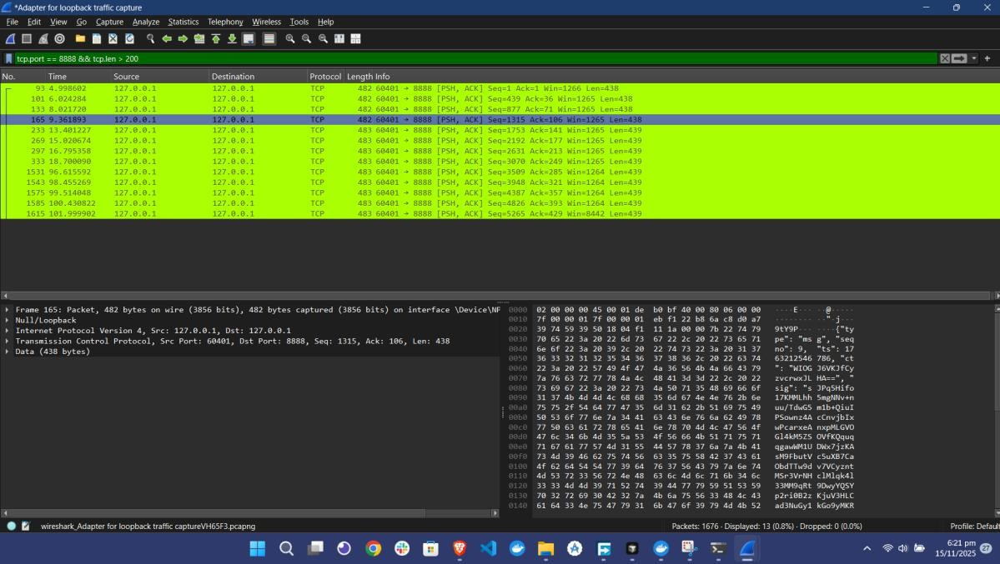 *Adapter for loopback traffic capture
File Edit View Go Capture Analyze Statistics Telephony Wireless Tools Help
tcp.port == 8888 && tcp.len > 200
No. Time Source Destination Protocol Length Info
93 4.998602 127.0.0.1 127.0.0.1 TCP 482 60401 → 8888 [PSH, ACK] Seq=1 Ack=1 Win=1266 Len=438
101 6.024284 127.0.0.1 127.0.0.1 TCP 482 60401 → 8888 [PSH, ACK] Seq=439 Ack=36 Win=1265 Len=438
133 8.021720 127.0.0.1 127.0.0.1 TCP 482 60401 → 8888 [PSH, ACK] Seq=877 Ack=71 Win=1265 Len=438
165 9.361893 127.0.0.1 127.0.0.1 TCP 482 60401 → 8888 [PSH, ACK] Seq=1315 Ack=106 Win=1265 Len=438
233 13.401227 127.0.0.1 127.0.0.1 TCP 483 60401 → 8888 [PSH, ACK] Seq=1753 Ack=141 Win=1265 Len=439
269 15.020674 127.0.0.1 127.0.0.1 TCP 483 60401 → 8888 [PSH, ACK] Seq=2192 Ack=177 Win=1265 Len=439
297 16.795358 127.0.0.1 127.0.0.1 TCP 483 60401 → 8888 [PSH, ACK] Seq=2631 Ack=213 Win=1265 Len=439
333 18.700090 127.0.0.1 127.0.0.1 TCP 483 60401 → 8888 [PSH, ACK] Seq=3070 Ack=249 Win=1265 Len=439
1531 96.615592 127.0.0.1 127.0.0.1 TCP 483 60401 → 8888 [PSH, ACK] Seq=3509 Ack=285 Win=1264 Len=439
1543 98.455269 127.0.0.1 127.0.0.1 TCP 483 60401 → 8888 [PSH, ACK] Seq=3948 Ack=321 Win=1264 Len=439
1575 99.514048 127.0.0.1 127.0.0.1 TCP 483 60401 → 8888 [PSH, ACK] Seq=4387 Ack=357 Win=1264 Len=439
1585 100.430822 127.0.0.1 127.0.0.1 TCP 483 60401 → 8888 [PSH, ACK] Seq=4826 Ack=393 Win=1264 Len=439
1615 101.999902 127.0.0.1 127.0.0.1 TCP 483 60401 → 8888 [PSH, ACK] Seq=5265 Ack=429 Win=8442 Len=439
Frame 165: Packet, 482 bytes on wire (3856 bits), 482 bytes captured (3856 bits) on interface \Device\NP
Null/Loopback
Internet Protocol Version 4, Src: 127.0.0.1, Dst: 127.0.0.1
Transmission Control Protocol, Src Port: 60401, Dst Port: 8888, Seq: 1315, Ack: 106, Len: 438
Data (438 bytes)
0000 02 00 00 00 45 00 01 de b0 bf 40 00 80 06 00 00 ····E··· ··@·····
0010 7f 00 00 01 7f 00 00 01 eb f1 22 b8 6a c8 d0 a7 ········ ··"·j···
0020 39 74 59 39 50 18 04 f1 11 1a 00 00 7b 22 74 79 9tY9P··· ····{"ty
0030 70 65 22 3a 20 22 6d 73 67 22 2c 20 22 73 65 71 pe": "ms g", "seq
0040 6e 6f 22 3a 20 39 2c 20 22 74 73 22 3a 20 31 37 no": 9,  "ts": 17
0050 36 33 32 31 32 35 34 36 37 38 36 2c 20 22 63 74 63212546 786, "ct
0060 22 3a 20 22 57 49 4f 47 4a 36 56 4b 4a 66 43 79 ": "WIOG J6VKJfCy
0070 7a 76 63 72 77 78 4a 4c 48 41 3d 3d 22 2c 20 22 zvcrwxJL HA==", "
0080 73 69 67 22 3a 20 22 73 4a 50 71 35 48 69 66 6f sig": "s JPq5Hifo
0090 31 37 4b 4d 4d 4c 68 68 35 6d 67 4e 4e 76 2b 6e 17KMMLhh 5mgNNv+n
00a0 75 75 2f 54 64 77 47 35 6d 31 62 2b 51 69 75 49 uu/TdwG5 m1b+QiuI
00b0 50 53 6f 77 6e 7a 34 41 63 43 6e 76 6a 62 49 78 PSownz4A cCnvjbIx
00c0 77 50 63 61 72 78 65 41 6e 78 70 4d 4c 47 56 4f wPcarxeA nxpMLGVO
00d0 47 6c 34 6b 4d 35 5a 53 4f 56 66 4b 51 71 75 71 Gl4kM5ZS OVfKQquq
00e0 71 67 61 77 57 4d 31 55 44 57 78 37 6a 7a 4b 41 qgawWM1U DWx7jzKA
00f0 73 4d 39 46 62 75 74 56 63 35 75 58 42 37 43 61 sM9FbutV c5uXB7Ca
0100 4f 62 64 54 54 77 39 64 76 37 56 43 79 7a 6e 74 ObdTTw9d v7VCyznt
0110 4d 53 72 33 56 72 4e 48 63 6c 4d 6c 71 6b 34 6c MSr3VrNH clMlqk4l
0120 33 33 4d 4d 39 71 52 74 39 44 77 79 59 51 53 59 33MM9qRt 9DwyYQSY
0130 70 32 72 69 30 42 32 7a 4b 6a 75 56 33 48 4c 43 p2ri0B2z KjuV3HLC
0140 61 64 33 4e 75 47 79 31 6b 47 6f 39 79 4d 4b 52 ad3NuGy1 kGo9yMKR
wireshark_Adapter for loopback traffic captureVH65F3.pcapng
Packets: 1676 · Displayed: 13 (0.8%) · Dropped: 0 (0.0%)
Profile: Default
6:21 pm
15/11/2025
27